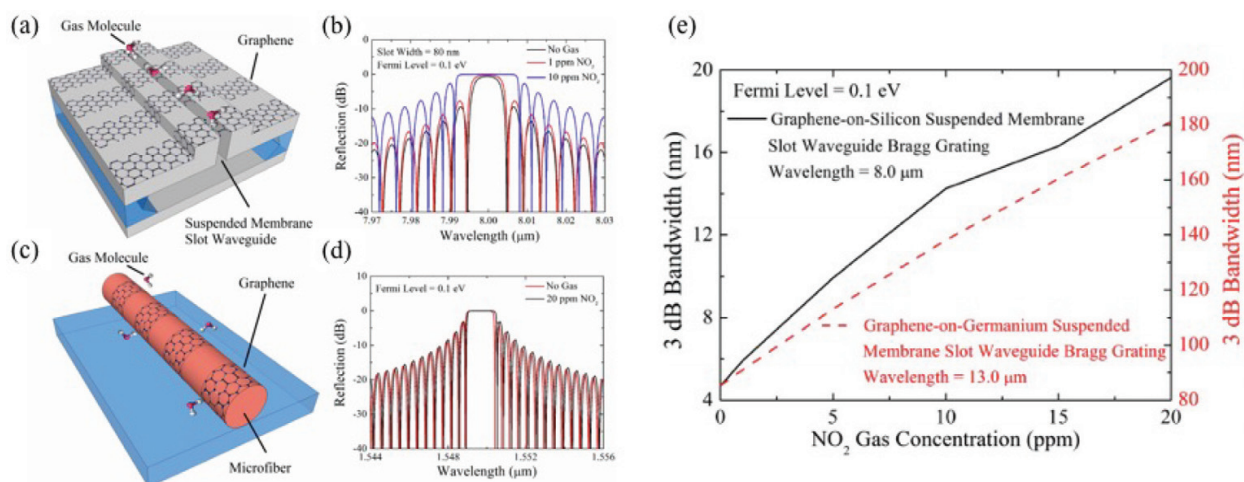 (a)
Gas Molecule
Graphene
Suspended Membrane
Slot Waveguide
(b)
10
Slot Width = 80 nm
Fermi Level = 0.1 eV
No Gas
1 ppm NO₂
10 ppm NO₂
0
-10
-20
-30
-40
Reflection (dB)
7.97 7.98 7.99 8.00 8.01 8.02 8.03
Wavelength (μm)
(c)
Gas Molecule
Graphene
Microfiber
(d)
10
Fermi Level = 0.1 eV
No Gas
20 ppm NO₂
0
-10
-20
-30
-40
Reflection (dB)
1.544 1.548 1.552 1.556
Wavelength (μm)
(e)
20
16
12
8
4
3 dB Bandwidth (nm)
Fermi Level = 0.1 eV
Graphene-on-Silicon Suspended Membrane
Slot Waveguide Bragg Grating
Wavelength = 8.0 μm
Graphene-on-Germanium Suspended
Membrane Slot Waveguide Bragg Grating
Wavelength = 13.0 μm
200
180
160
140
120
100
80
3 dB Bandwidth (nm)
0 5 10 15 20
NO₂ Gas Concentration (ppm)